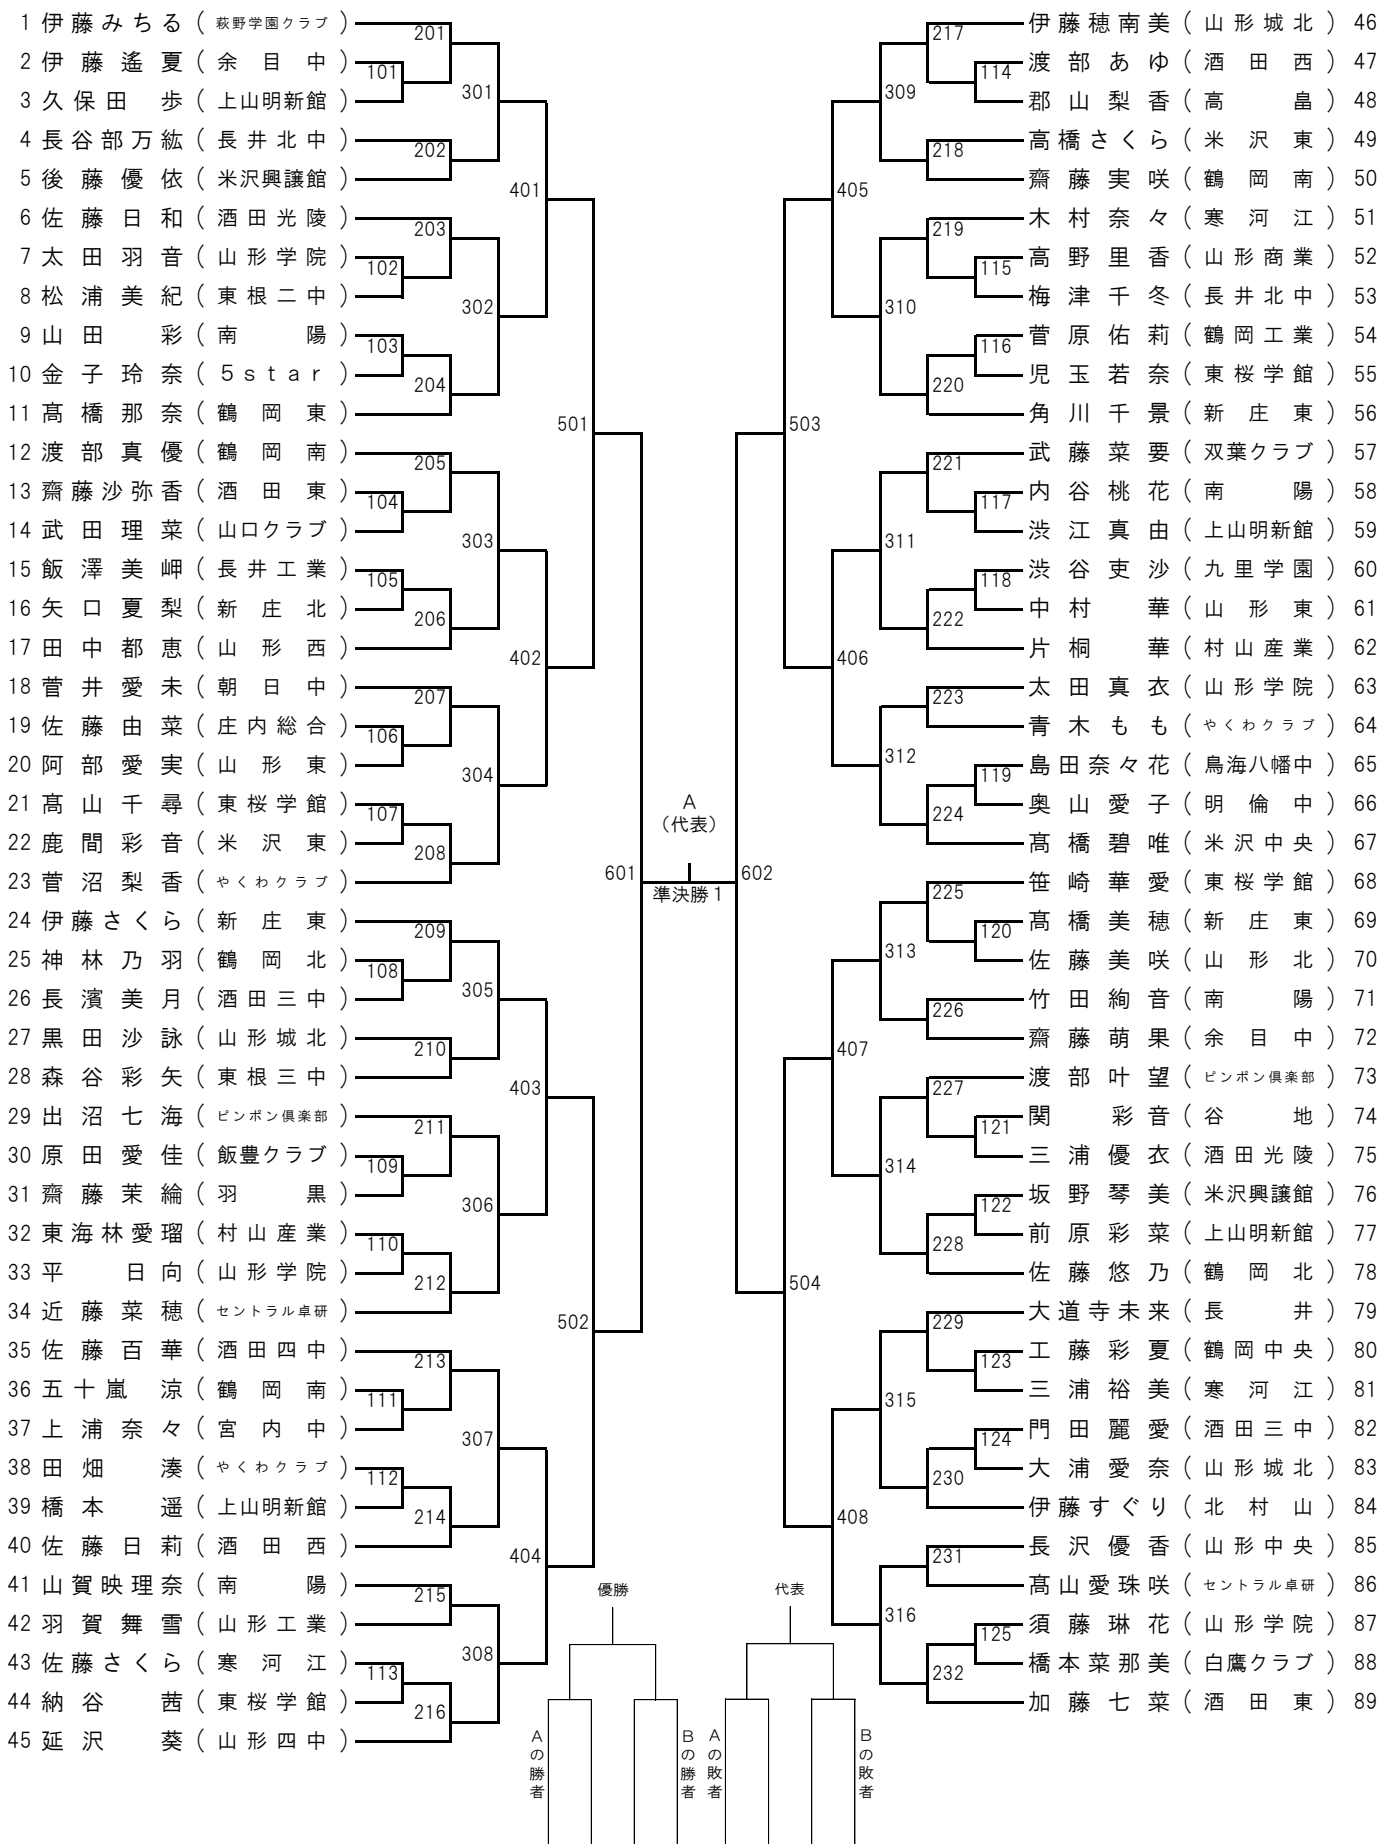 1 伊藤みちる ( 萩野学園クラブ )
2 伊藤遙夏 ( 余目中 )
3 久保田 歩 ( 上山明新館 )
4 長谷部万紘 ( 長井北中 )
5 後藤優依 ( 米沢興譲館 )
6 佐藤日和 ( 酒田光陵 )
7 太田羽音 ( 山形学院 )
8 松浦美紀 ( 東根二中 )
9 山田 彩 ( 南陽 )
10 金子玲奈 ( 5star )
11 髙橋那奈 ( 鶴岡東 )
12 渡部真優 ( 鶴岡南 )
13 齋藤沙弥香 ( 酒田東 )
14 武田理菜 ( 山口クラブ )
15 飯澤美岬 ( 長井工業 )
16 矢口夏梨 ( 新庄北 )
17 田中都恵 ( 山形西 )
18 菅井愛未 ( 朝日中 )
19 佐藤由菜 ( 庄内総合 )
20 阿部愛実 ( 山形東 )
21 髙山千尋 ( 東桜学館 )
22 鹿間彩音 ( 米沢東 )
23 菅沼梨香 ( やくわクラブ )
24 伊藤さくら ( 新庄東 )
25 神林乃羽 ( 鶴岡北 )
26 長濱美月 ( 酒田三中 )
27 黒田沙詠 ( 山形城北 )
28 森谷彩矢 ( 東根三中 )
29 出沼七海 ( ピンポン倶楽部 )
30 原田愛佳 ( 飯豊クラブ )
31 齋藤茉綸 ( 羽黒 )
32 東海林愛瑠 ( 村山産業 )
33 平 日向 ( 山形学院 )
34 近藤菜穂 ( セントラル卓研 )
35 佐藤百華 ( 酒田四中 )
36 五十嵐 涼 ( 鶴岡南 )
37 上浦奈々 ( 宮内中 )
38 田畑 湊 ( やくわクラブ )
39 橋本 遥 ( 上山明新館 )
40 佐藤日莉 ( 酒田西 )
41 山賀映理奈 ( 南陽 )
42 羽賀舞雪 ( 山形工業 )
43 佐藤さくら ( 寒河江 )
44 納谷 茜 ( 東桜学館 )
45 延沢 葵 ( 山形四中 )
101
102
103
104
105
106
107
108
109
110
111
112
113
201
202
203
204
205
206
207
208
209
210
211
212
213
214
215
216
301
302
303
304
305
306
307
308
401
402
403
404
501
502
601
A
(代表)
準決勝1
602
503
504
405
406
407
408
309
310
311
312
313
314
315
316
217
218
219
220
221
222
223
224
225
226
227
228
229
230
231
232
114
115
116
117
118
119
120
121
122
123
124
125
伊藤穂南美 ( 山形城北 ) 46
渡部あゆ ( 酒田西 ) 47
郡山梨香 ( 高畠 ) 48
高橋さくら ( 米沢東 ) 49
齋藤実咲 ( 鶴岡南 ) 50
木村奈々 ( 寒河江 ) 51
高野里香 ( 山形商業 ) 52
梅津千冬 ( 長井北中 ) 53
菅原佑莉 ( 鶴岡工業 ) 54
児玉若奈 ( 東桜学館 ) 55
角川千景 ( 新庄東 ) 56
武藤菜要 ( 双葉クラブ ) 57
内谷桃花 ( 南陽 ) 58
渋江真由 ( 上山明新館 ) 59
渋谷吏沙 ( 九里学園 ) 60
中村 華 ( 山形東 ) 61
片桐 華 ( 村山産業 ) 62
太田真衣 ( 山形学院 ) 63
青木もも ( やくわクラブ ) 64
島田奈々花 ( 鳥海八幡中 ) 65
奥山愛子 ( 明倫中 ) 66
髙橋碧唯 ( 米沢中央 ) 67
笹崎華愛 ( 東桜学館 ) 68
髙橋美穂 ( 新庄東 ) 69
佐藤美咲 ( 山形北 ) 70
竹田絢音 ( 南陽 ) 71
齋藤萌果 ( 余目中 ) 72
渡部叶望 ( ピンポン倶楽部 ) 73
関 彩音 ( 谷地 ) 74
三浦優衣 ( 酒田光陵 ) 75
坂野琴美 ( 米沢興譲館 ) 76
前原彩菜 ( 上山明新館 ) 77
佐藤悠乃 ( 鶴岡北 ) 78
大道寺未来 ( 長井 ) 79
工藤彩夏 ( 鶴岡中央 ) 80
三浦裕美 ( 寒河江 ) 81
門田麗愛 ( 酒田三中 ) 82
大浦愛奈 ( 山形城北 ) 83
伊藤すぐり ( 北村山 ) 84
長沢優香 ( 山形中央 ) 85
髙山愛珠咲 ( セントラル卓研 ) 86
須藤琳花 ( 山形学院 ) 87
橋本菜那美 ( 白鷹クラブ ) 88
加藤七菜 ( 酒田東 ) 89
優勝
代表
Aの勝者
Bの勝者
Aの敗者
Bの敗者